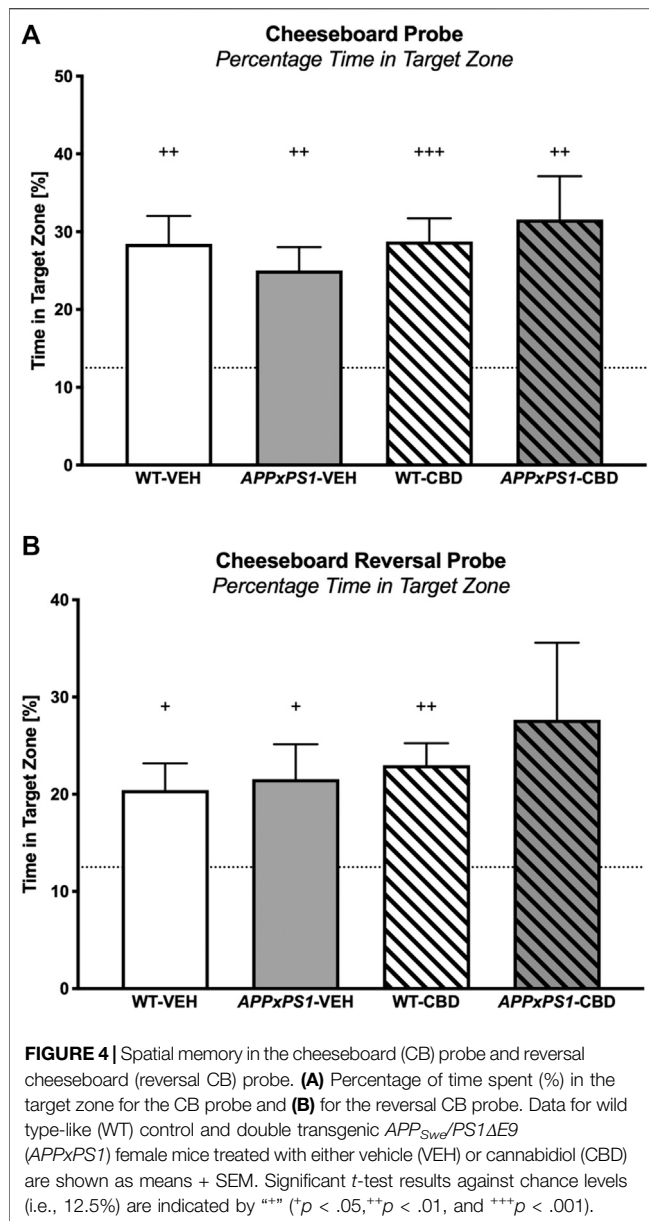 A
Cheeseboard Probe
Percentage Time in Target Zone
Time in Target Zone [%]
50
40
30
20
10
0
++ ++ +++ ++
WT-VEH APPxPS1-VEH WT-CBD APPxPS1-CBD
B
Cheeseboard Reversal Probe
Percentage Time in Target Zone
Time in Target Zone [%]
40
30
20
10
0
+ + ++
WT-VEH APPxPS1-VEH WT-CBD APPxPS1-CBD
FIGURE 4 | Spatial memory in the cheeseboard (CB) probe and reversal
cheeseboard (reversal CB) probe. (A) Percentage of time spent (%) in the
target zone for the CB probe and (B) for the reversal CB probe. Data for wild
type-like (WT) control and double transgenic APPSwe/PS1ΔE9
(APPxPS1) female mice treated with either vehicle (VEH) or cannabidiol (CBD)
are shown as means + SEM. Significant t-test results against chance levels
(i.e., 12.5%) are indicated by “+” (+p < .05,++p < .01, and +++p < .001).